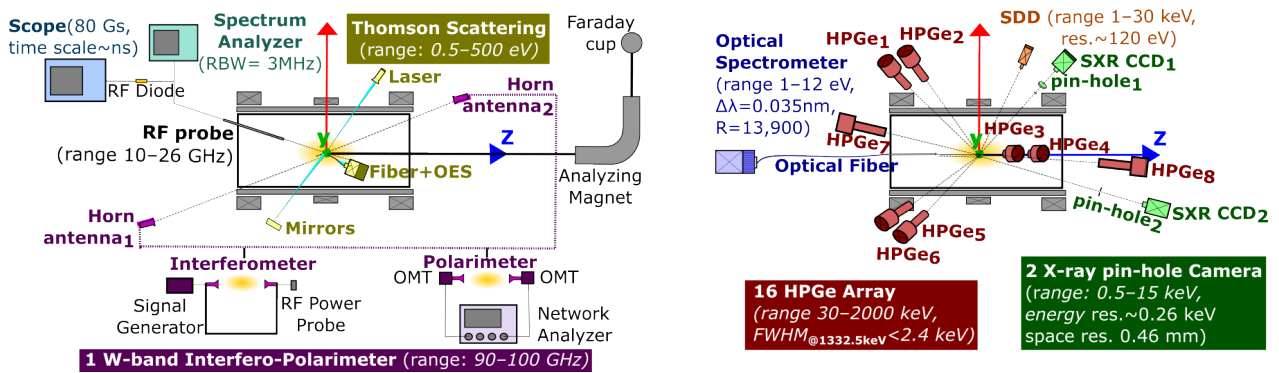 Scope(80 Gs,
time scale~ns)
Spectrum
Analyzer
(RBW= 3MHz)
RF Diode
Thomson Scattering
(range: 0.5–500 eV)
Faraday
cup
Laser
Horn
antenna2
RF probe
(range 10–26 GHz)
y
Z
Fiber+OES
Analyzing
Magnet
Mirrors
Horn
antenna1
Interferometer
Signal
Generator
RF Power
Probe
Polarimeter
OMT
OMT
Network
Analyzer
1 W-band Interfero-Polarimeter (range: 90–100 GHz)
Optical
Spectrometer
(range 1–12 eV,
Δλ=0.035nm,
R=13,900)
HPGe1
HPGe2
SDD (range 1–30 keV,
res.~120 eV)
SXR CCD1
pin-hole1
HPGe7
y
HPGe3
HPGe4
Z
Optical Fiber
HPGe8
pin-hole2
SXR CCD2
HPGe5
HPGe6
16 HPGe Array
(range 30–2000 keV,
FWHM@1332.5keV<2.4 keV)
2 X-ray pin-hole Camera
(range: 0.5–15 keV,
energy res.~0.26 keV
space res. 0.46 mm)